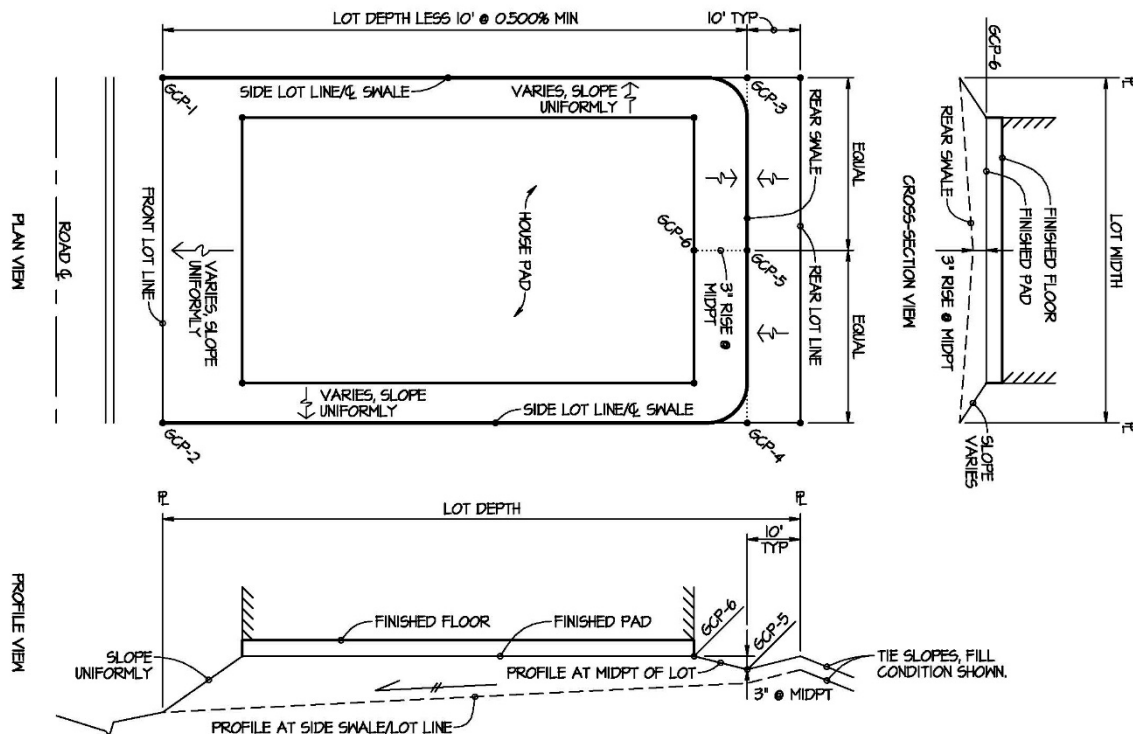 LOT DEPTH LESS 10' @ 0.500% MIN
10' TYP
GCP-1
SIDE LOT LINE/℄ SWALE
VARIES, SLOPE
UNIFORMLY
GCP-3
REAR SWALE
EQUAL
HOUSE PAD
GCP-6
GCP-5
3" RISE @
MIDPT
REAR LOT LINE
EQUAL
PLAN VIEW
ROAD ℄
FRONT LOT LINE
VARIES, SLOPE
UNIFORMLY
VARIES, SLOPE
UNIFORMLY
SIDE LOT LINE/℄ SWALE
GCP-2
GCP-4
GCP-6
REAR SWALE
CROSS-SECTION VIEW
3" RISE @ MIDPT
FINISHED FLOOR
FINISHED PAD
LOT WIDTH
SLOPE
VARIES
PL
PL
PL
PL
LOT DEPTH
10'
TYP
PROFILE VIEW
FINISHED FLOOR
FINISHED PAD
GCP-6
GCP-5
SLOPE
UNIFORMLY
PROFILE AT MIDPT OF LOT
TIE SLOPES, FILL
CONDITION SHOWN.
3" @ MIDPT
PROFILE AT SIDE SWALE/LOT LINE